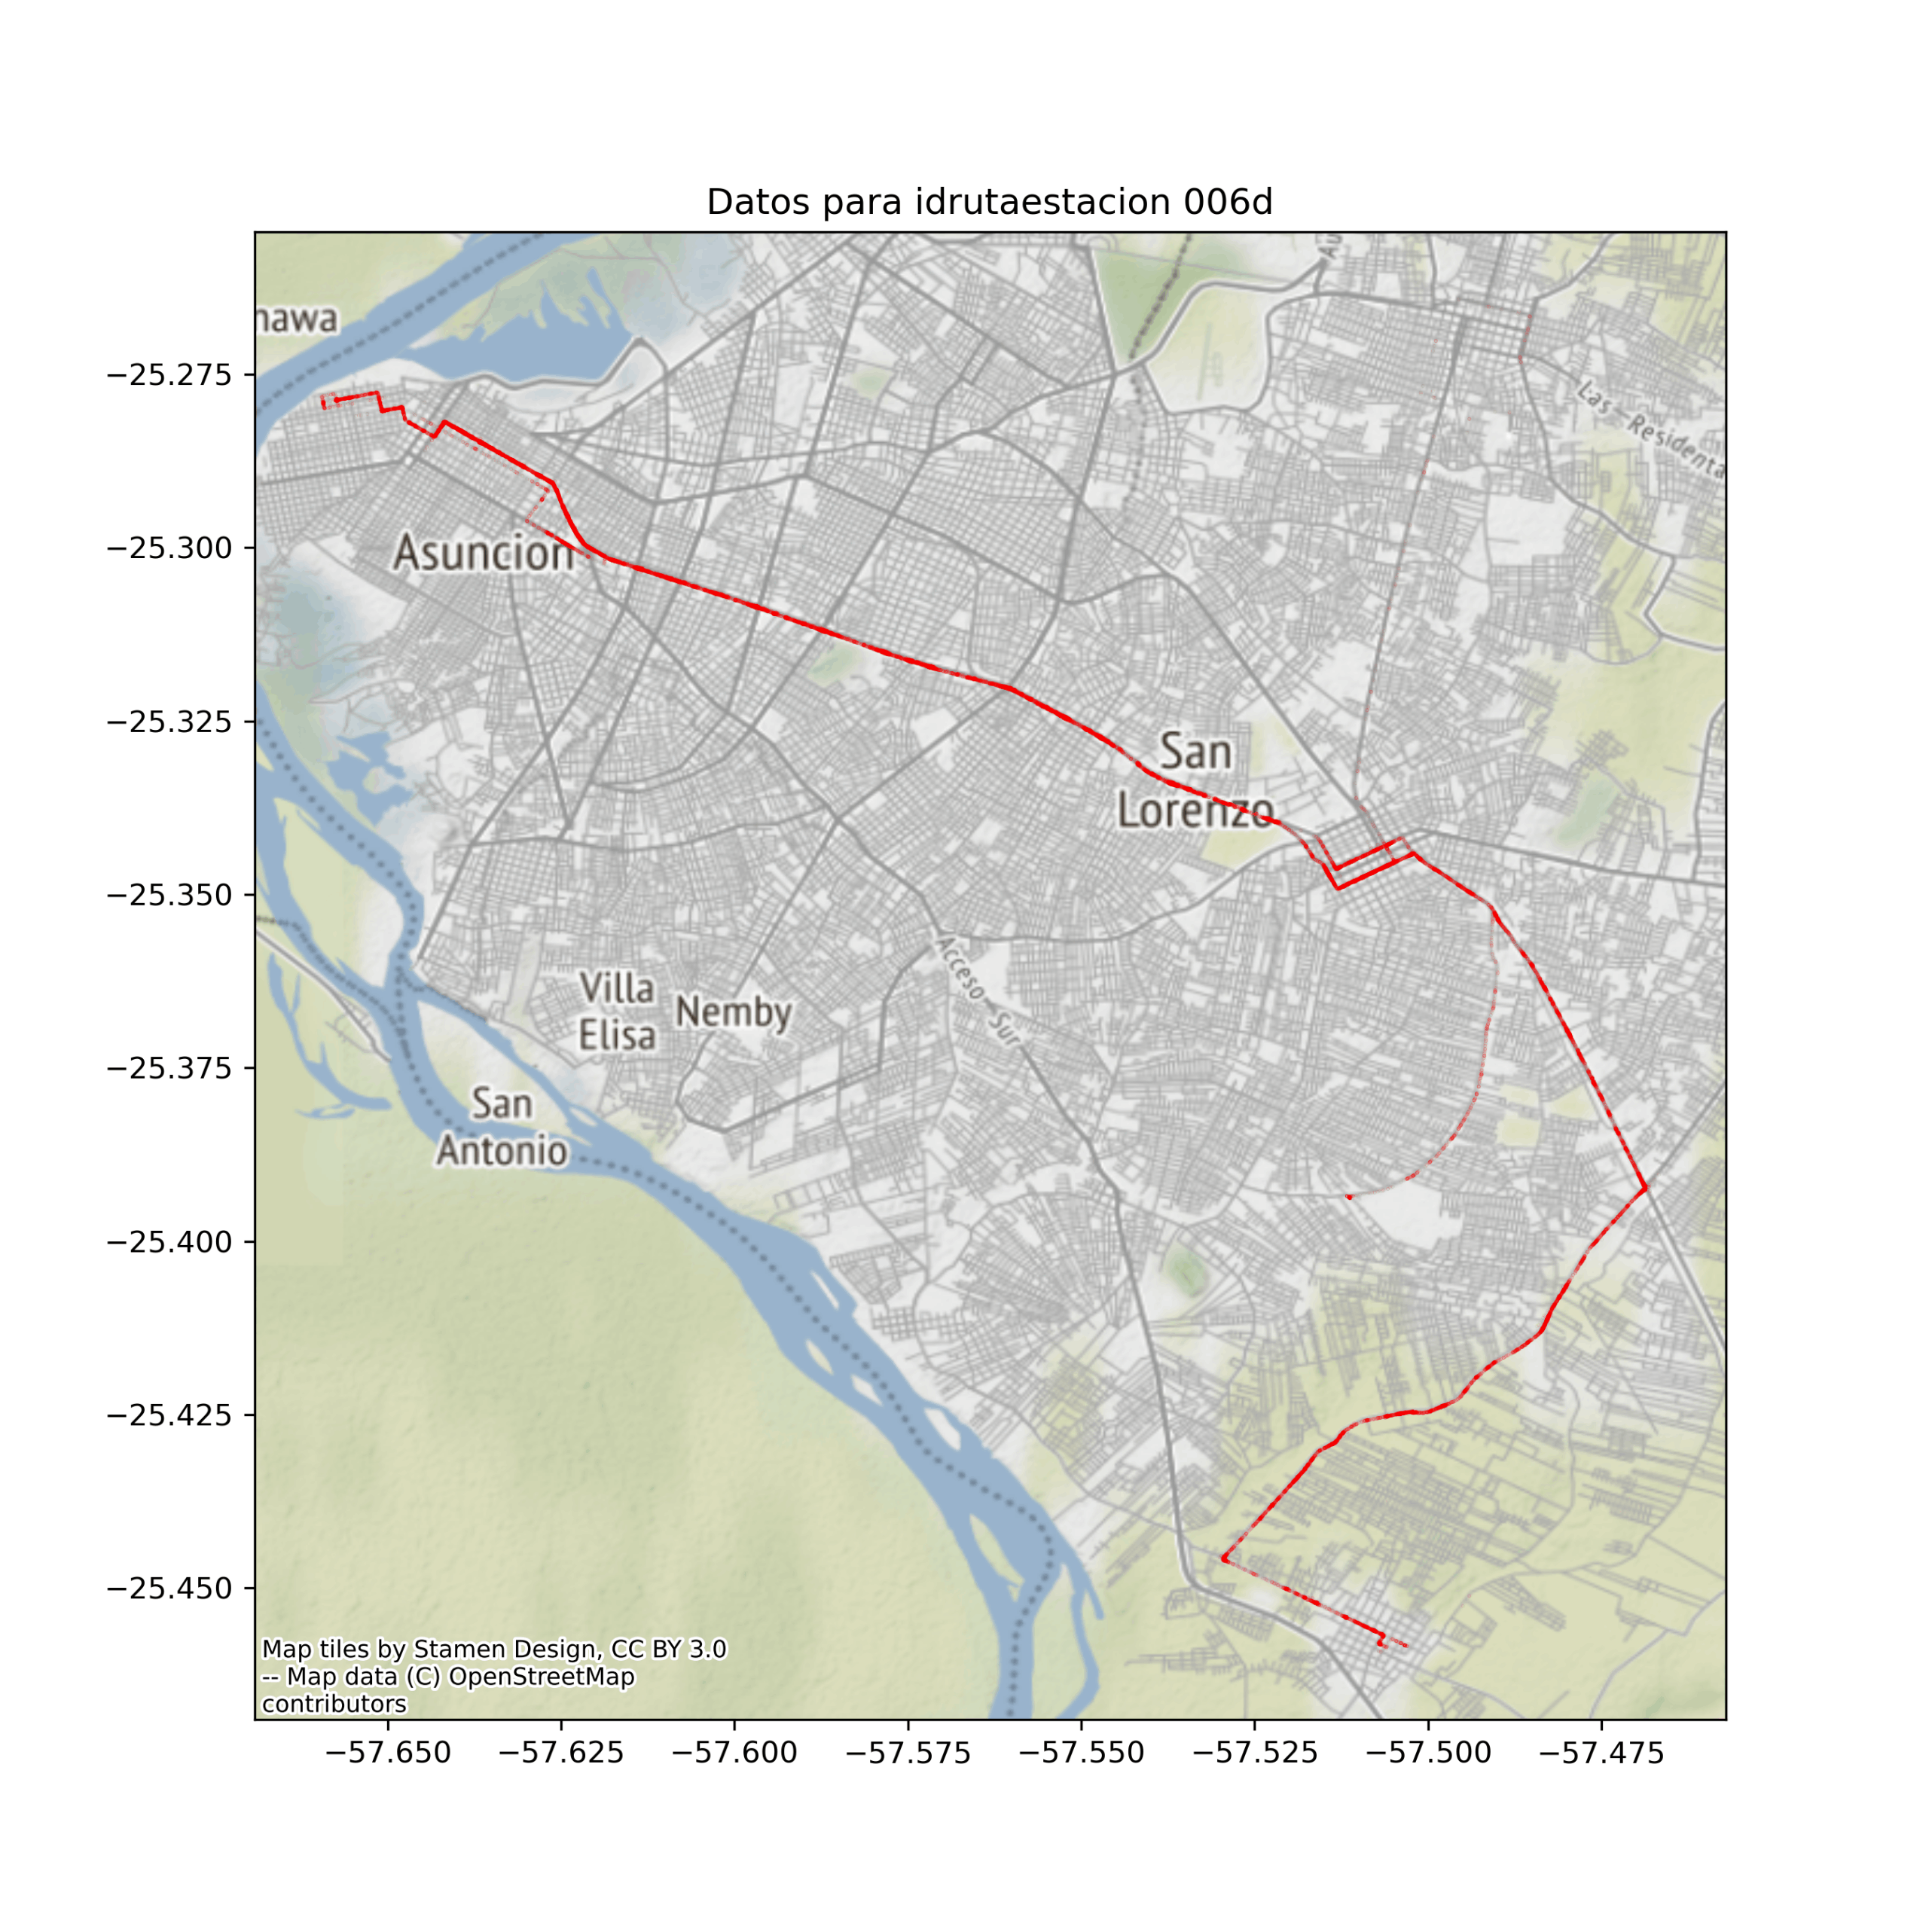 Datos para idrutaestacion 006d
nawa
Au
Las Residenta
−25.275
−25.300
−25.325
−25.350
−25.375
−25.400
−25.425
−25.450
Asuncion
San
Lorenzo
Acceso Sur
Villa
Elisa
Nemby
San
Antonio
Map tiles by Stamen Design, CC BY 3.0
-- Map data (C) OpenStreetMap
contributors
−57.650
−57.625
−57.600
−57.575
−57.550
−57.525
−57.500
−57.475